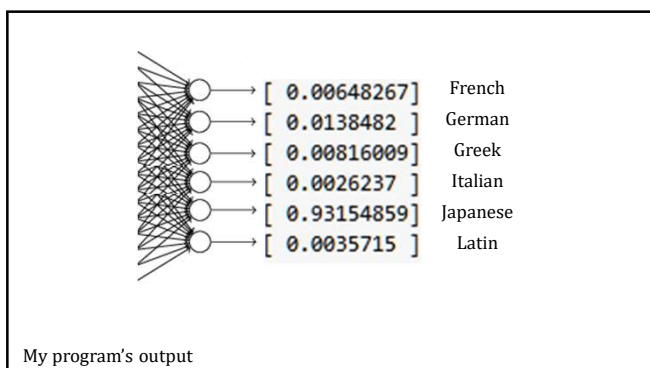 [ 0.00648267] French
[ 0.0138482 ] German
[ 0.00816009] Greek
[ 0.0026237 ] Italian
[ 0.93154859] Japanese
[ 0.0035715 ] Latin
My program's output